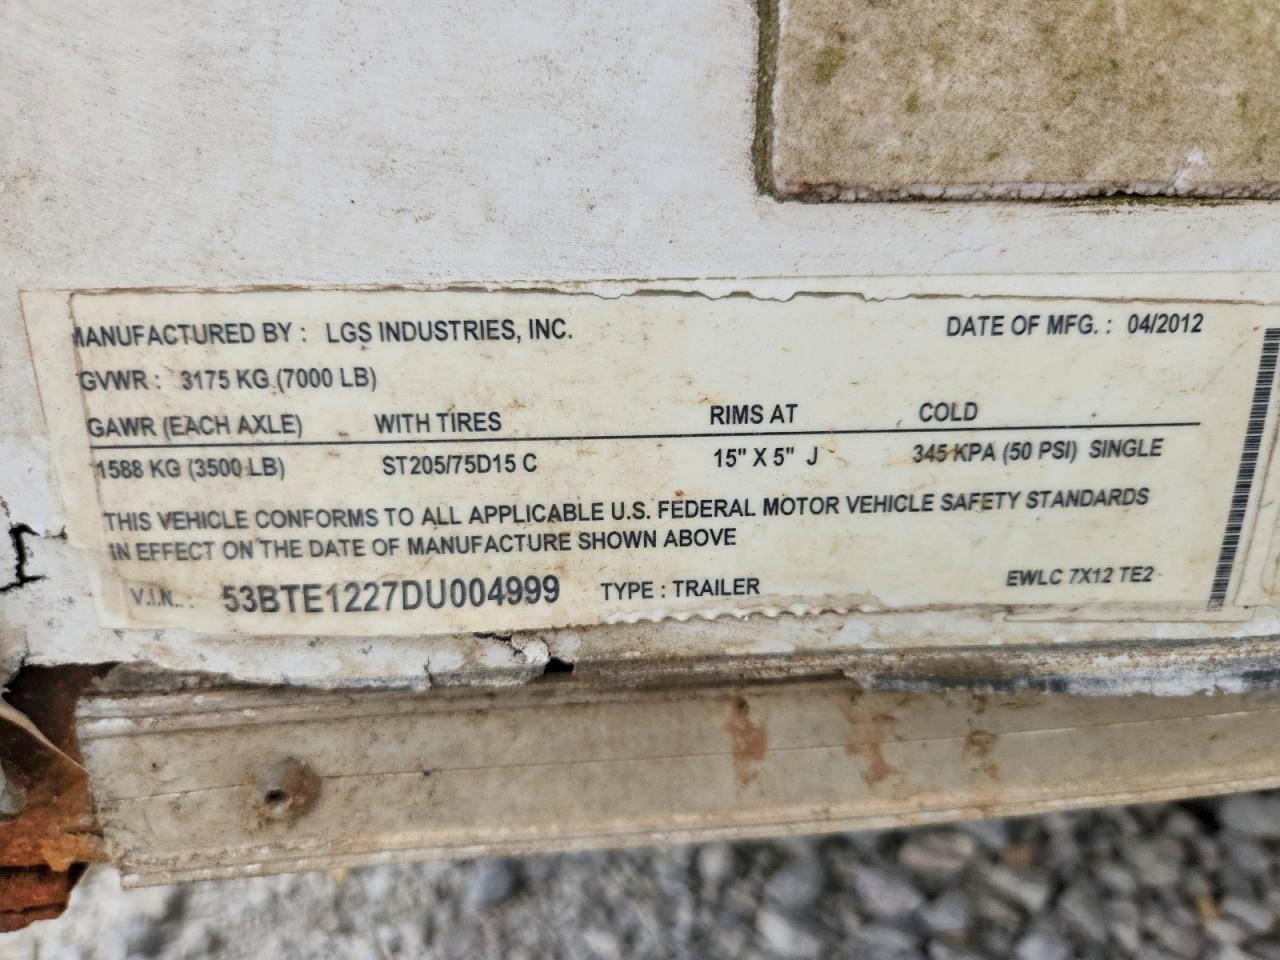 MANUFACTURED BY : LGS INDUSTRIES, INC. DATE OF MFG. : 04/2012
GVWR : 3175 KG (7000 LB)
GAWR (EACH AXLE) WITH TIRES RIMS AT COLD
1588 KG (3500 LB) ST205/75D15 C 15" X 5" J 345 KPA (50 PSI) SINGLE
THIS VEHICLE CONFORMS TO ALL APPLICABLE U.S. FEDERAL MOTOR VEHICLE SAFETY STANDARDS
IN EFFECT ON THE DATE OF MANUFACTURE SHOWN ABOVE
V.I.N.. : 53BTE1227DU004999 TYPE : TRAILER EWLC 7X12 TE2